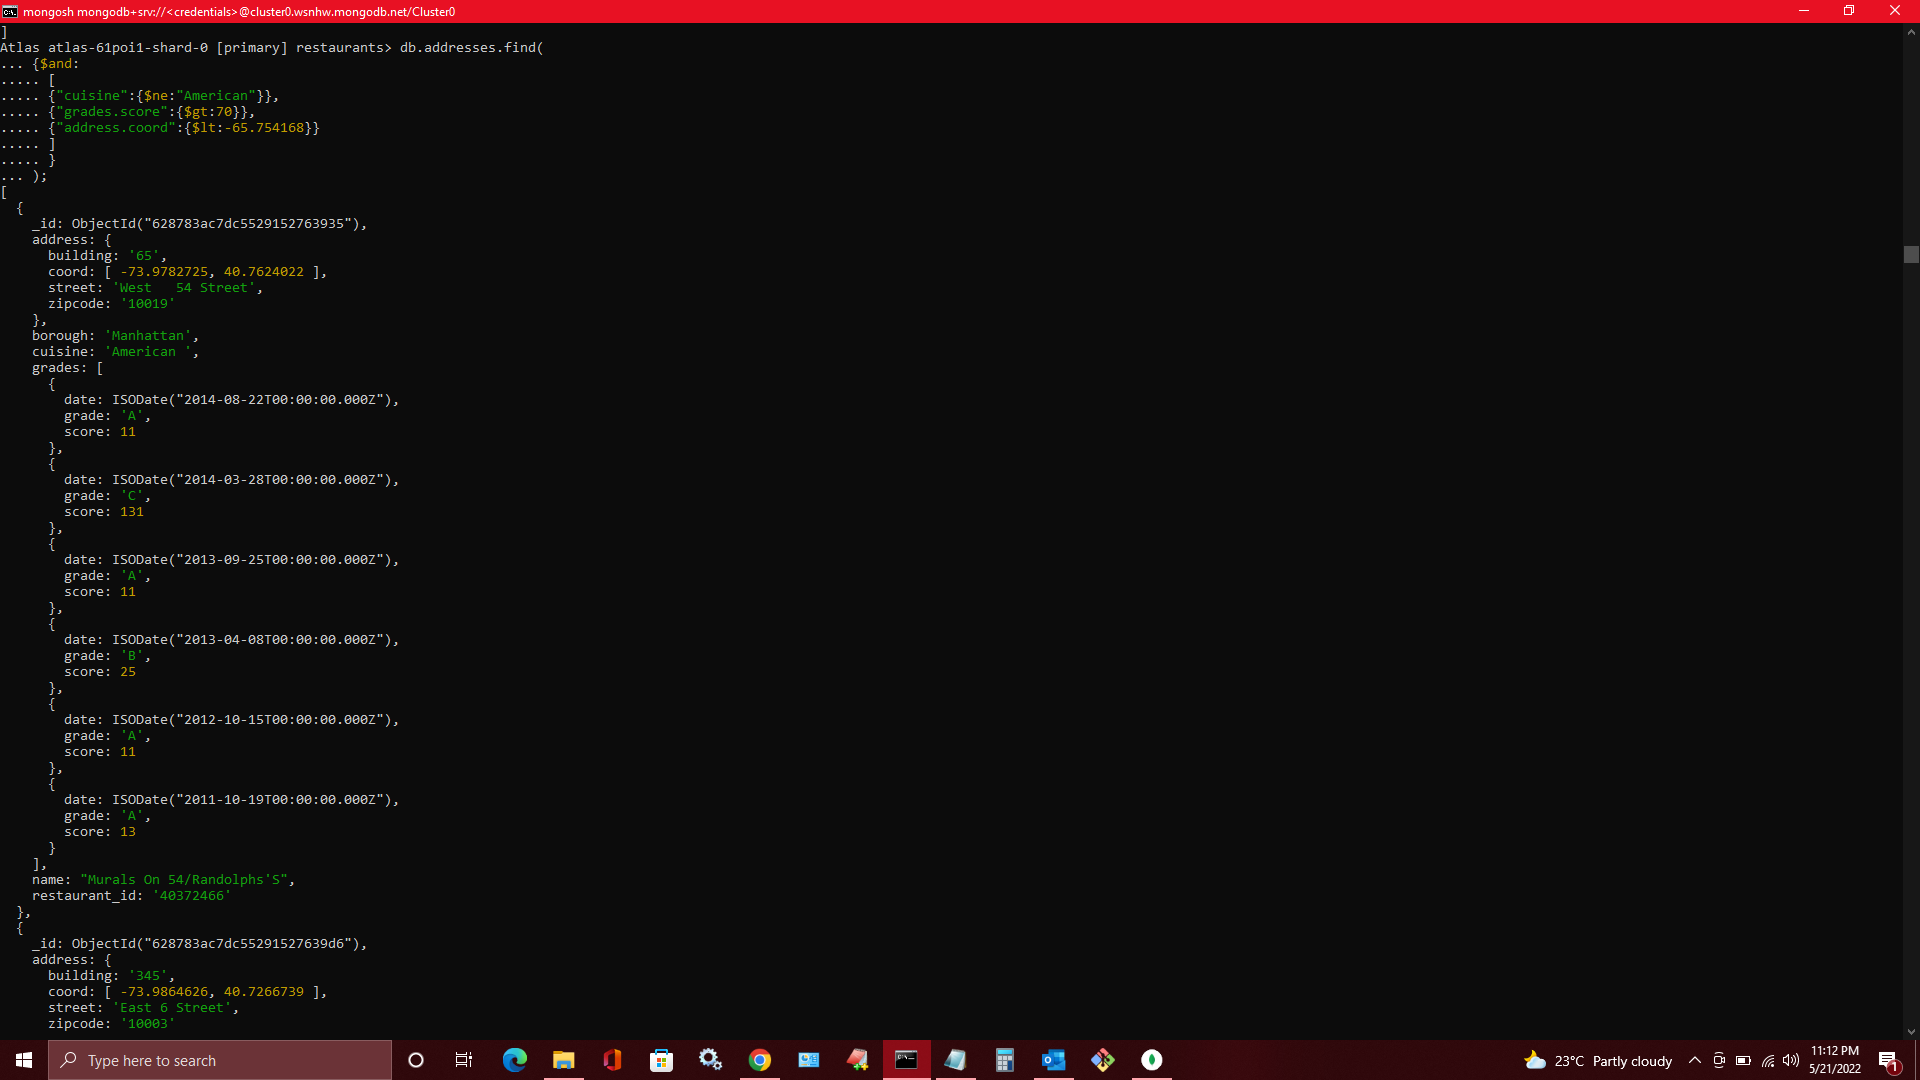 mongosh mongodb+srv://<credentials>@cluster0.wsnhw.mongodb.net/Cluster0
]
Atlas atlas-61poi1-shard-0 [primary] restaurants> db.addresses.find(
... {$and:
..... [
..... {"cuisine":{$ne:"American"}},
..... {"grades.score":{$gt:70}},
..... {"address.coord":{$lt:-65.754168}}
..... ]
..... }
... );
[
  {
    _id: ObjectId("628783ac7dc5529152763935"),
    address: {
      building: '65',
      coord: [ -73.9782725, 40.7624022 ],
      street: 'West   54 Street',
      zipcode: '10019'
    },
    borough: 'Manhattan',
    cuisine: 'American ',
    grades: [
      {
        date: ISODate("2014-08-22T00:00:00.000Z"),
        grade: 'A',
        score: 11
      },
      {
        date: ISODate("2014-03-28T00:00:00.000Z"),
        grade: 'C',
        score: 131
      },
      {
        date: ISODate("2013-09-25T00:00:00.000Z"),
        grade: 'A',
        score: 11
      },
      {
        date: ISODate("2013-04-08T00:00:00.000Z"),
        grade: 'B',
        score: 25
      },
      {
        date: ISODate("2012-10-15T00:00:00.000Z"),
        grade: 'A',
        score: 11
      },
      {
        date: ISODate("2011-10-19T00:00:00.000Z"),
        grade: 'A',
        score: 13
      }
    ],
    name: "Murals On 54/Randolphs'S",
    restaurant_id: '40372466'
  },
  {
    _id: ObjectId("628783ac7dc55291527639d6"),
    address: {
      building: '345',
      coord: [ -73.9864626, 40.7266739 ],
      street: 'East 6 Street',
      zipcode: '10003'
Type here to search
23°C Partly cloudy
11:12 PM
5/21/2022
1